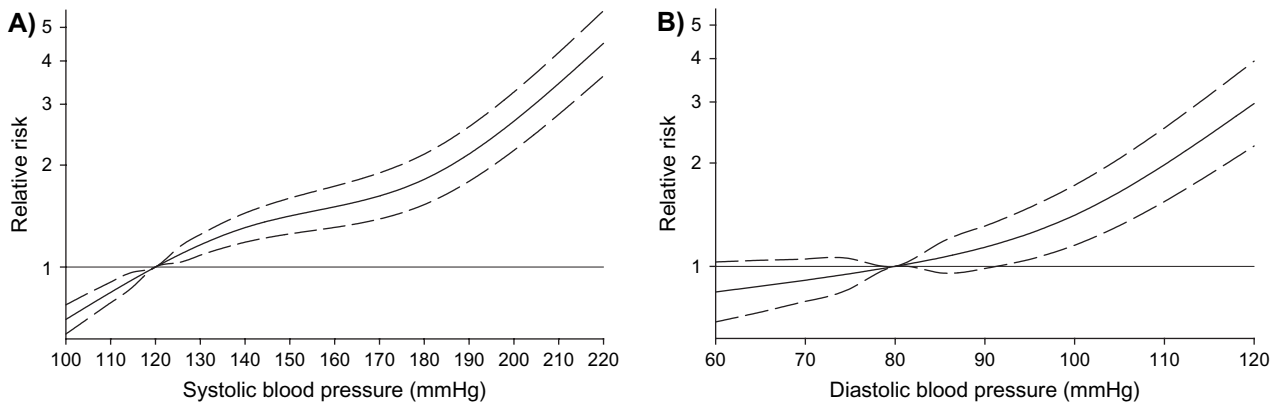 A)
Relative risk
5
4
3
2
1
100 110 120 130 140 150 160 170 180 190 200 210 220
Systolic blood pressure (mmHg)
B)
Relative risk
5
4
3
2
1
60 70 80 90 100 110 120
Diastolic blood pressure (mmHg)